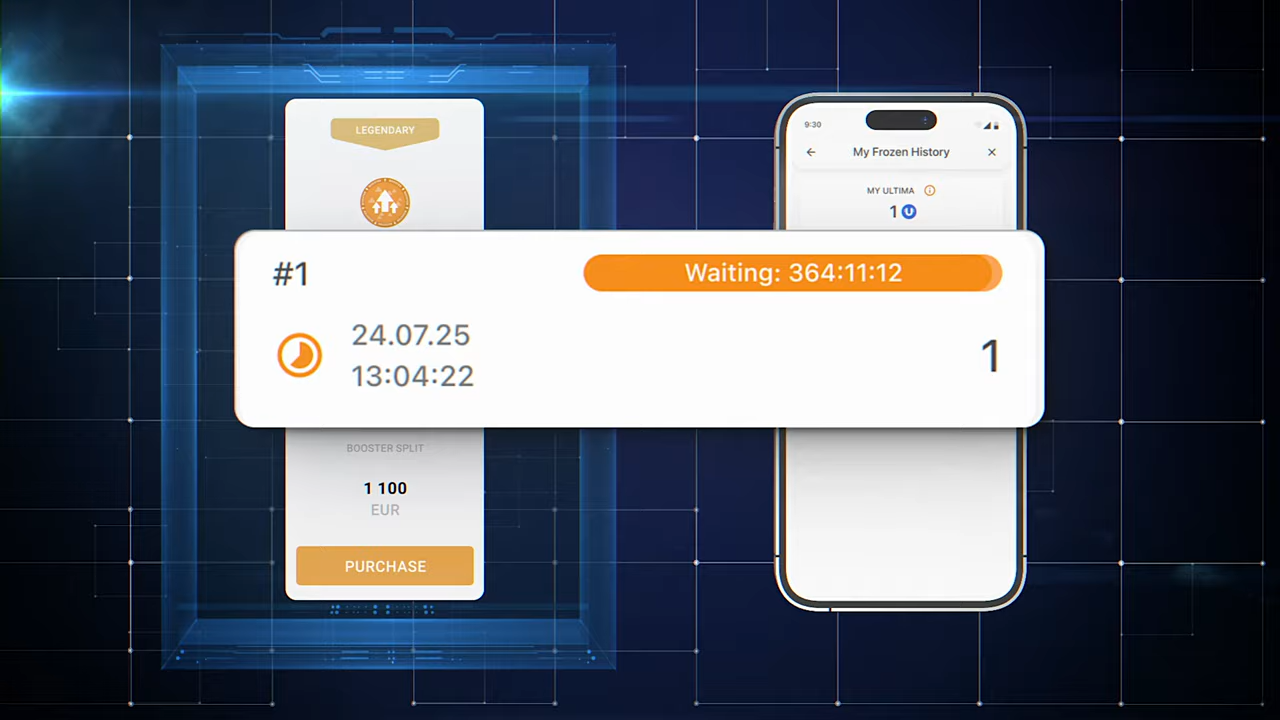 LEGENDARY
9:30
My Frozen History
MY ULTIMA
1
#1
Waiting: 364:11:12
24.07.25
13:04:22
1
BOOSTER SPLIT
1 100
EUR
PURCHASE